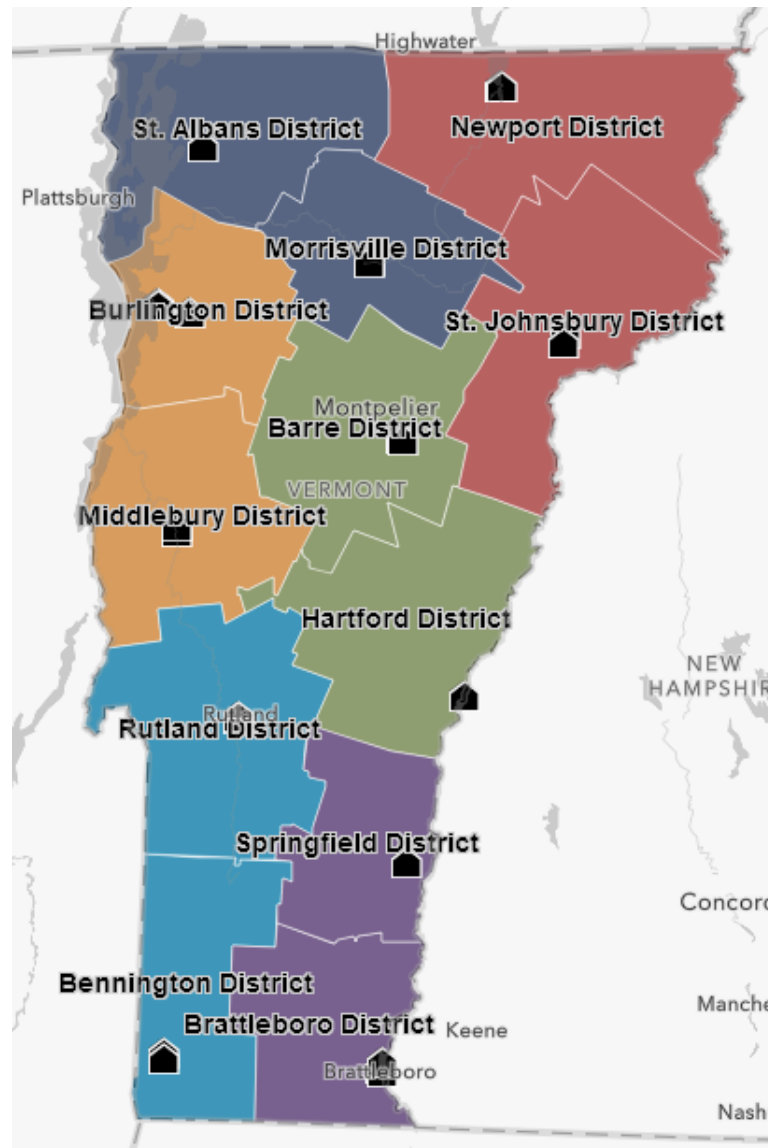 Highwater
St. Albans District
Newport District
Plattsburgh
Morrisville District
Burlington District
St. Johnsbury District
Montpelier
Barre District
VERMONT
Middlebury District
Hartford District
NEW
HAMPSHIR
Rutland
Rutland District
Springfield District
Concord
Bennington District
Manche
Brattleboro District
Keene
Brattleboro
Nash